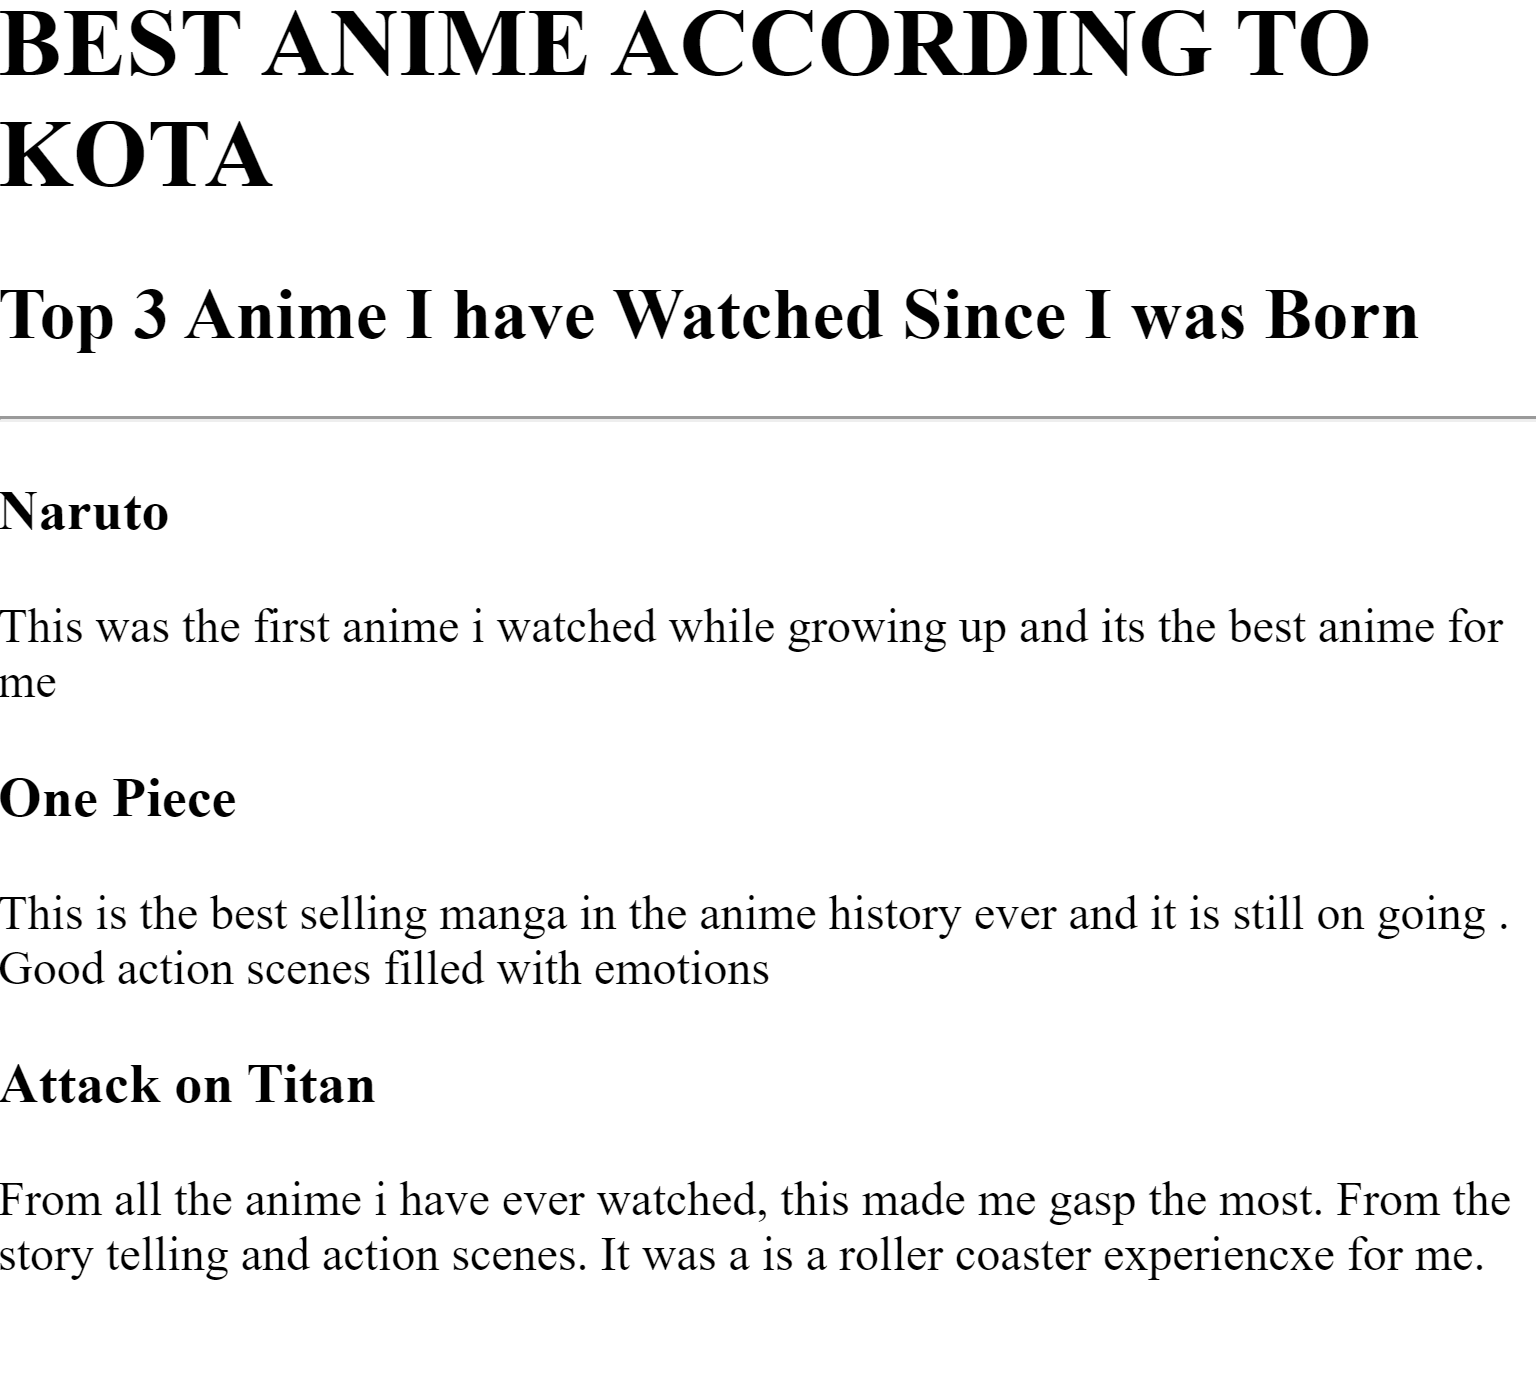 BEST ANIME ACCORDING TO
KOTA
Top 3 Anime I have Watched Since I was Born
Naruto
This was the first anime i watched while growing up and its the best anime for
me
One Piece
This is the best selling manga in the anime history ever and it is still on going .
Good action scenes filled with emotions
Attack on Titan
From all the anime i have ever watched, this made me gasp the most. From the
story telling and action scenes. It was a is a roller coaster experiencxe for me.